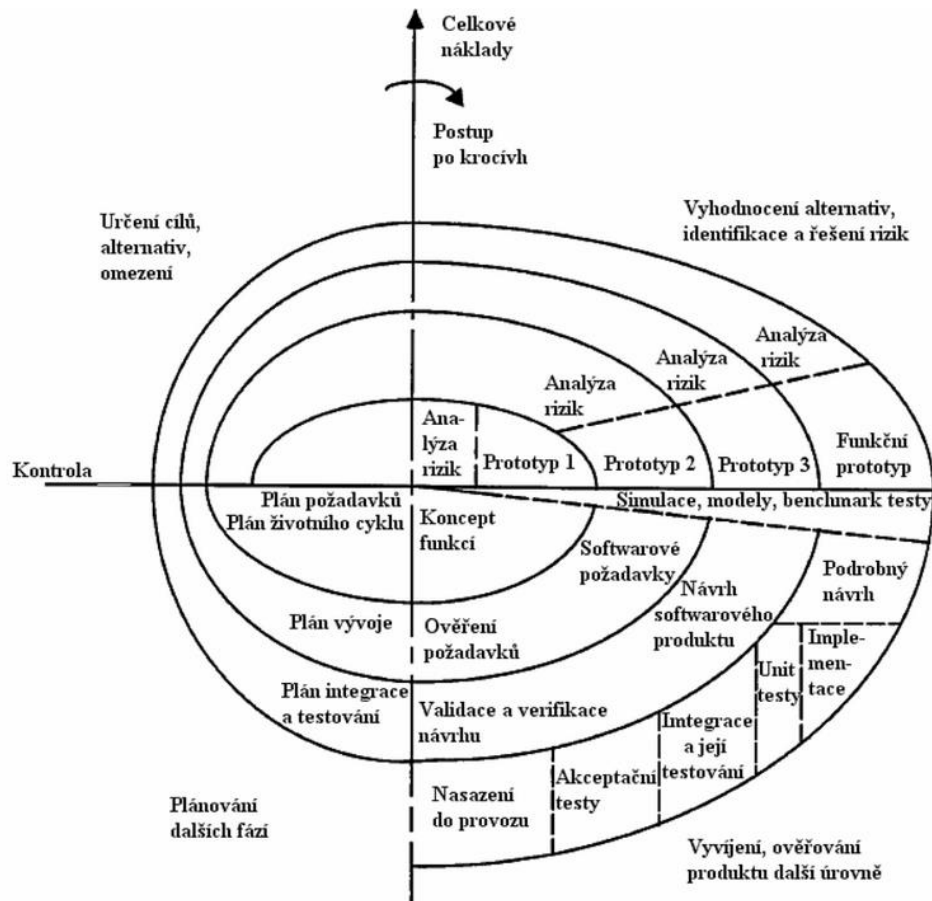 Celkové
náklady
Postup
po krocívh
Určení cílů,
alternativ,
omezení
Vyhodnocení alternativ,
identifikace a řešení rizik
Analýza
rizik
Analýza
rizik
Analýza
rizik
Ana-
lýza
rizik
Prototyp 1
Prototyp 2
Prototyp 3
Funkční
prototyp
Kontrola
Simulace, modely, benchmark testy
Plán požadavků
Plán životního cyklu
Koncept
funkcí
Softwarové
požadavky
Podrobný
návrh
Návrh
softwarového
produktu
Plán vývoje
Ověření
požadavků
Imple-
men-
tace
Unit
testy
Plán integrace
a testování
Validace a verifikace
návrhu
Imtegrace
a její
testování
Akceptační
testy
Nasazení
do provozu
Plánování
dalších fází
Vyvíjení, ověřování
produktu další úrovně